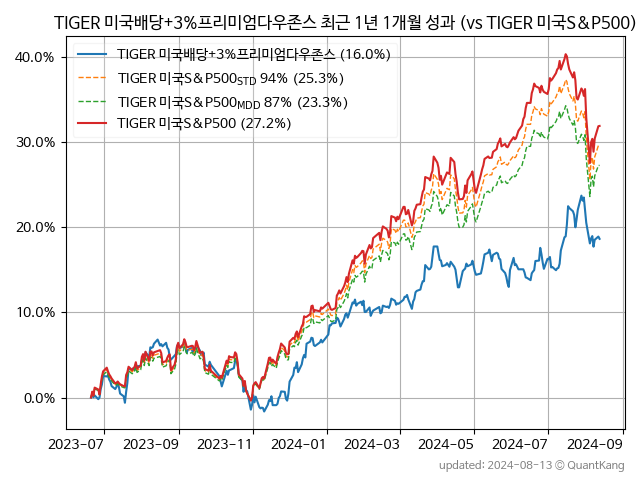 TIGER 미국배당+3%프리미엄다우존스 최근 1년 1개월 성과 (vs TIGER 미국S&P500)
TIGER 미국배당+3%프리미엄다우존스 (16.0%)
TIGER 미국S&P500STD 94% (25.3%)
TIGER 미국S&P500MDD 87% (23.3%)
TIGER 미국S&P500 (27.2%)
40.0%
30.0%
20.0%
10.0%
0.0%
2023-07 2023-09 2023-11 2024-01 2024-03 2024-05 2024-07 2024-09
updated: 2024-08-13 ⓒ QuantKang